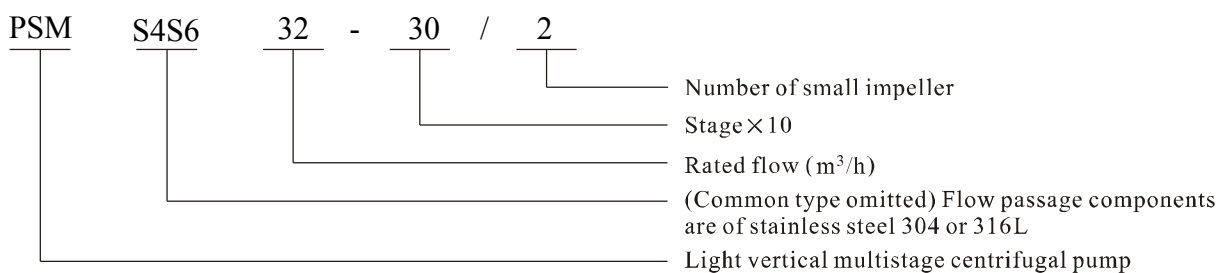 PSM S4S6 32 - 30 / 2
Number of small impeller
Stage×10
Rated flow (m³/h)
(Common type omitted) Flow passage components
are of stainless steel 304 or 316L
Light vertical multistage centrifugal pump